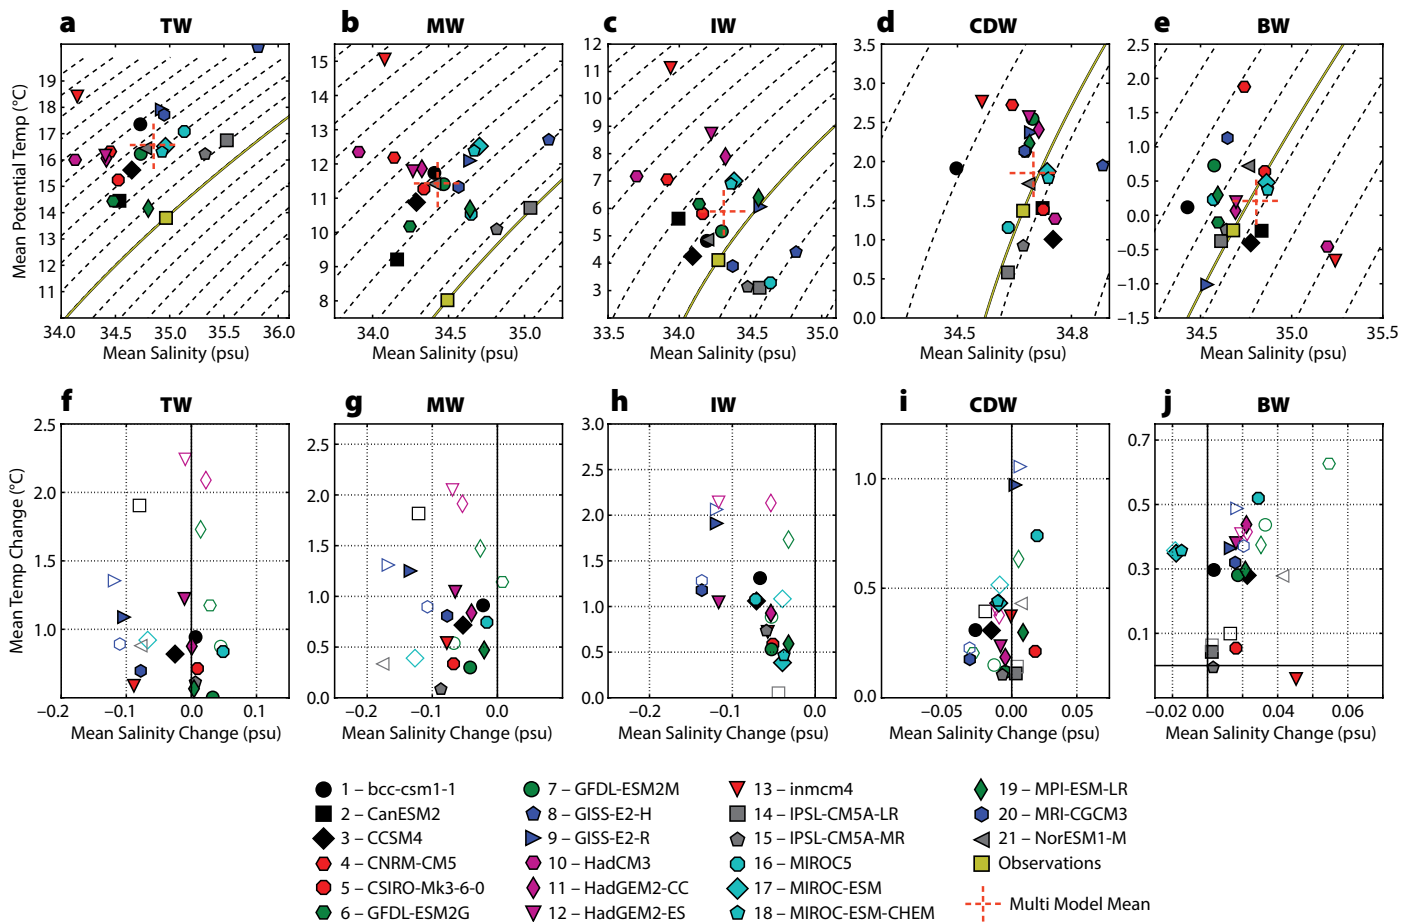 a TW b MW c IW d CDW e BW
Mean Potential Temp (°C)
19 18 17 16 15 14 13 12 11
15 14 13 12 11 10 9 8
12 11 10 9 8 7 6 5 4 3
3.5 3.0 2.5 2.0 1.5 1.0 0.5 0.0
2.5 2.0 1.5 1.0 0.5 0.0 −0.5 −1.0 −1.5
34.0 34.5 35.0 35.5 36.0 34.0 34.5 35.0 33.5 34.0 34.5 35.0 34.5 34.8 34.5 35.0 35.5
Mean Salinity (psu) Mean Salinity (psu) Mean Salinity (psu) Mean Salinity (psu) Mean Salinity (psu)
f TW g MW h IW i CDW j BW
Mean Temp Change (°C)
2.5 2.0 1.5 1.0
2.5 2.0 1.5 1.0 0.5 0.0
3.0 2.5 2.0 1.5 1.0 0.5 0.0
1.0 0.5 0.0
0.7 0.5 0.3 0.1
−0.2 −0.1 0.0 0.1 −0.2 −0.1 0.0 −0.2 −0.1 0.0 −0.05 0.00 0.05 −0.02 0.00 0.04 0.06
Mean Salinity Change (psu) Mean Salinity Change (psu) Mean Salinity Change (psu) Mean Salinity Change (psu) Mean Salinity Change (psu)
1 – bcc-csm1-1
2 – CanESM2
3 – CCSM4
4 – CNRM-CM5
5 – CSIRO-Mk3-6-0
6 – GFDL-ESM2G
7 – GFDL-ESM2M
8 – GISS-E2-H
9 – GISS-E2-R
10 – HadCM3
11 – HadGEM2-CC
12 – HadGEM2-ES
13 – inmcm4
14 – IPSL-CM5A-LR
15 – IPSL-CM5A-MR
16 – MIROC5
17 – MIROC-ESM
18 – MIROC-ESM-CHEM
19 – MPI-ESM-LR
20 – MRI-CGCM3
21 – NorESM1-M
Observations
Multi Model Mean